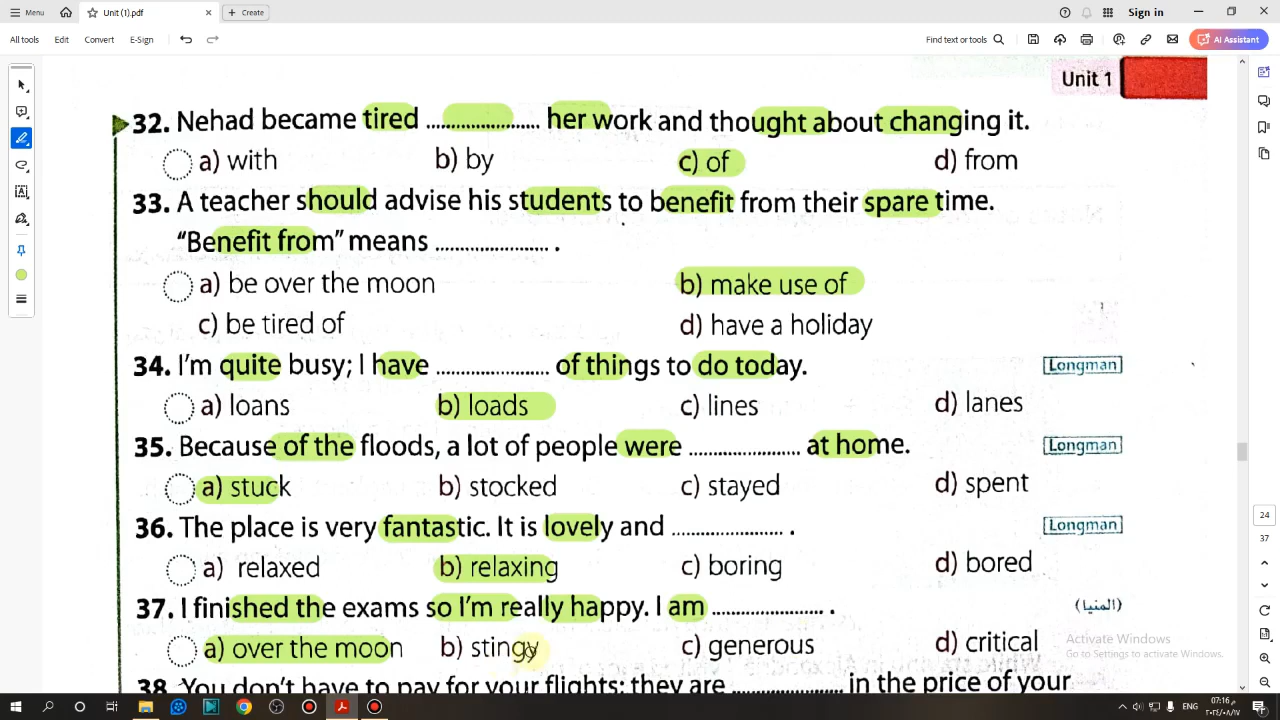 Menu
Unit (1).pdf
Create
Sign in
All tools
Edit
Convert
E-Sign
Find text or tools
AI Assistant
Unit 1
32. Nehad became tired .................... her work and thought about changing it.
a) with b) by c) of d) from
33. A teacher should advise his students to benefit from their spare time.
"Benefit from" means .................... .
a) be over the moon b) make use of
c) be tired of d) have a holiday
34. I'm quite busy; I have .................... of things to do today. Longman
a) loans b) loads c) lines d) lanes
35. Because of the floods, a lot of people were .................... at home. Longman
a) stuck b) stocked c) stayed d) spent
36. The place is very fantastic. It is lovely and .................... . Longman
a) relaxed b) relaxing c) boring d) bored
37. I finished the exams so I'm really happy. I am .................... . (المنيا)
a) over the moon b) stingy c) generous d) critical
38. You don't have to pay for your flights; they are .................... in the price of your
24
37
Activate Windows
Go to Settings to activate Windows.
ENG
07:16 م
٢٠٢٤/٠٨/١٧